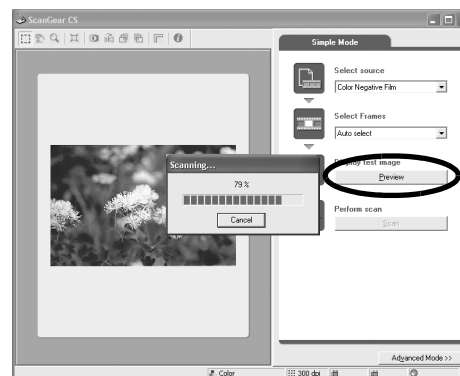 ScanGear CS
Simple Mode
Select source
Color Negative Film
Select Frames
Auto select
Display test image
Preview
Scanning...
79 %
Cancel
Perform scan
Scan
Advanced Mode >>
Color
300 dpi